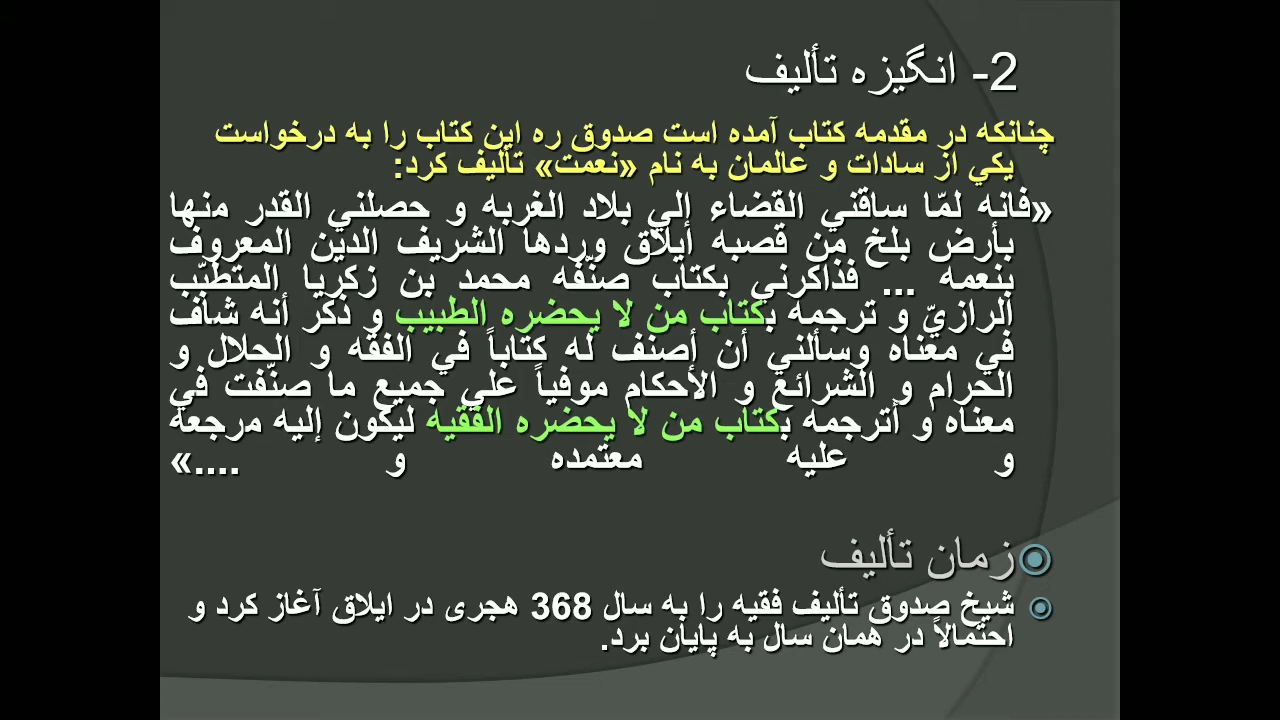 2- انگیزه تأليف
چنانكه در مقدمه كتاب آمده است صدوق ره اين كتاب را به درخواست
يكي از سادات و عالمان به نام «نعمت» تأليف كرد:
«فانه لمّا ساقني القضاء إلي بلاد الغربه و حصلني القدر منها
بأرض بلخ من قصبه ايلاق وردها الشريف الدين المعروف
بنعمه ... فذاكرني بكتاب صنّفه محمد بن زكريا المتطبّب
الرازيّ و ترجمه بكتاب من لا يحضره الطبيب و ذكر أنه شاف
في معناه وسألني أن أصنف له كتاباً في الفقه و الحلال و
الحرام و الشرائع و الأحكام موفياً علي جميع ما صنّفت في
معناه و أترجمه بكتاب من لا يحضره الفقيه ليكون إليه مرجعه
و عليه معتمده و ....»
زمان تأليف
شيخ صدوق تأليف فقيه را به سال 368 هجری در ايلاق آغاز كرد و
احتمالاً در همان سال به پايان برد.